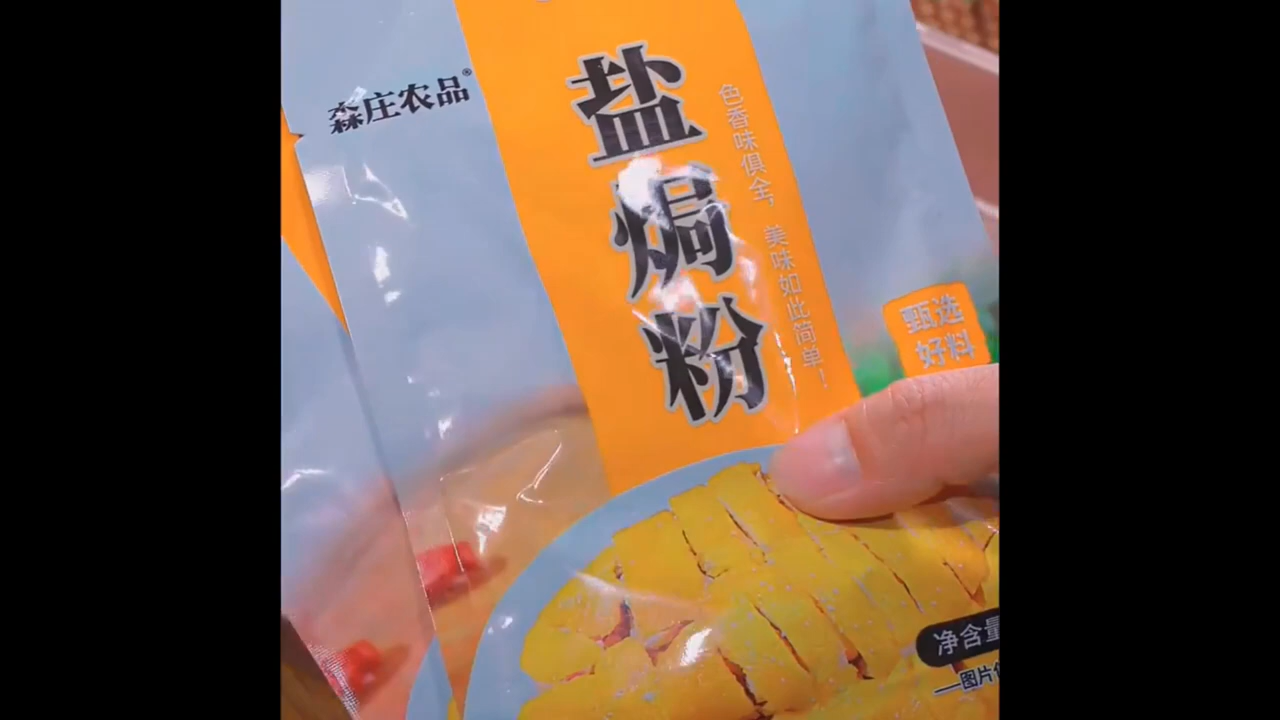 森庄农品®
盐焗粉
色香味俱全，美味如此简单！
甄选
好料
净含量
——图片